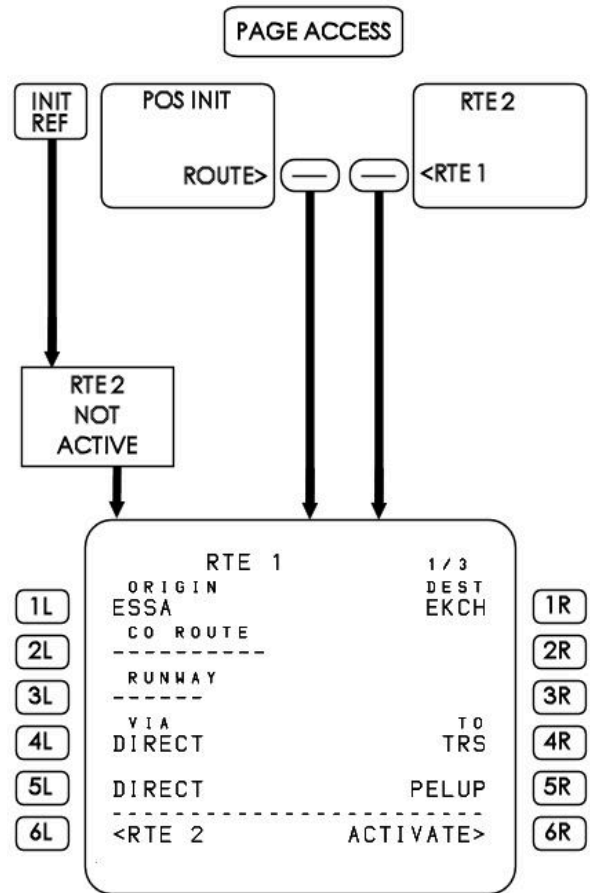 PAGE ACCESS
INIT
REF
POS INIT
ROUTE>
RTE 2
<RTE 1
RTE 2
NOT
ACTIVE
RTE 1 1/3
ORIGIN DEST
1L ESSA EKCH 1R
CO ROUTE
2L ---------- 2R
RUNWAY
3L ------ 3R
VIA TO
4L DIRECT TRS 4R
5L DIRECT PELUP 5R
------------------------
6L <RTE 2 ACTIVATE> 6R